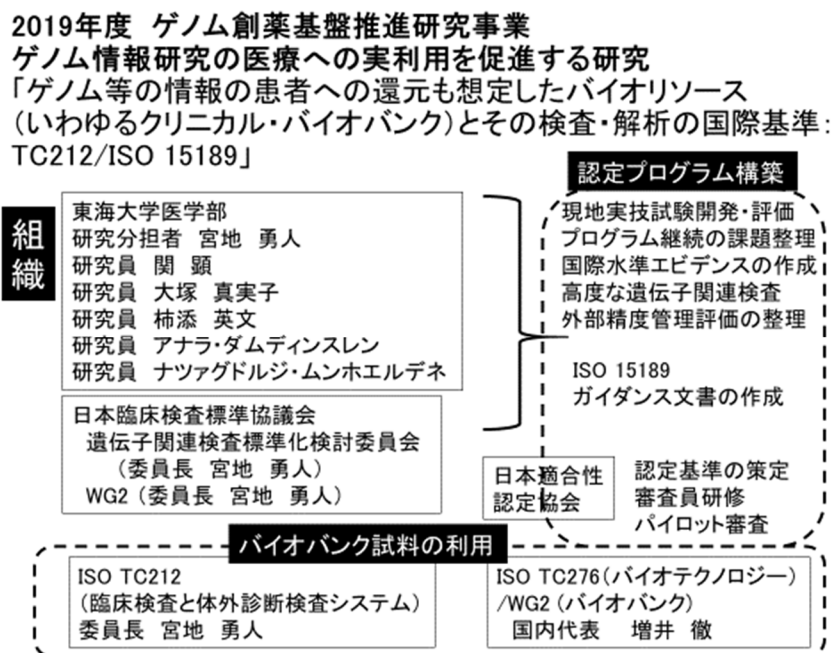 2019年度　ゲノム創薬基盤推進研究事業
ゲノム情報研究の医療への実利用を促進する研究
「ゲノム等の情報の患者への還元も想定したバイオリソース
（いわゆるクリニカル・バイオバンク）とその検査・解析の国際基準：
TC212/ISO 15189」
組織
東海大学医学部
研究分担者　宮地　勇人
研究員　関　顕
研究員　大塚　真実子
研究員　柿添　英文
研究員　アナラ・ダムディンスレン
研究員　ナツァグドルジ・ムンホエルデネ
日本臨床検査標準協議会
遺伝子関連検査標準化検討委員会
（委員長　宮地　勇人）
WG2（委員長　宮地　勇人）
認定プログラム構築
現地実技試験開発・評価
プログラム継続の課題整理
国際水準エビデンスの作成
高度な遺伝子関連検査
外部精度管理評価の整理
ISO 15189
ガイダンス文書の作成
日本適合性
認定協会
認定基準の策定
審査員研修
パイロット審査
バイオバンク試料の利用
ISO TC212
（臨床検査と体外診断検査システム）
委員長　宮地　勇人
ISO TC276（バイオテクノロジー）
/WG2（バイオバンク）
国内代表　増井　徹